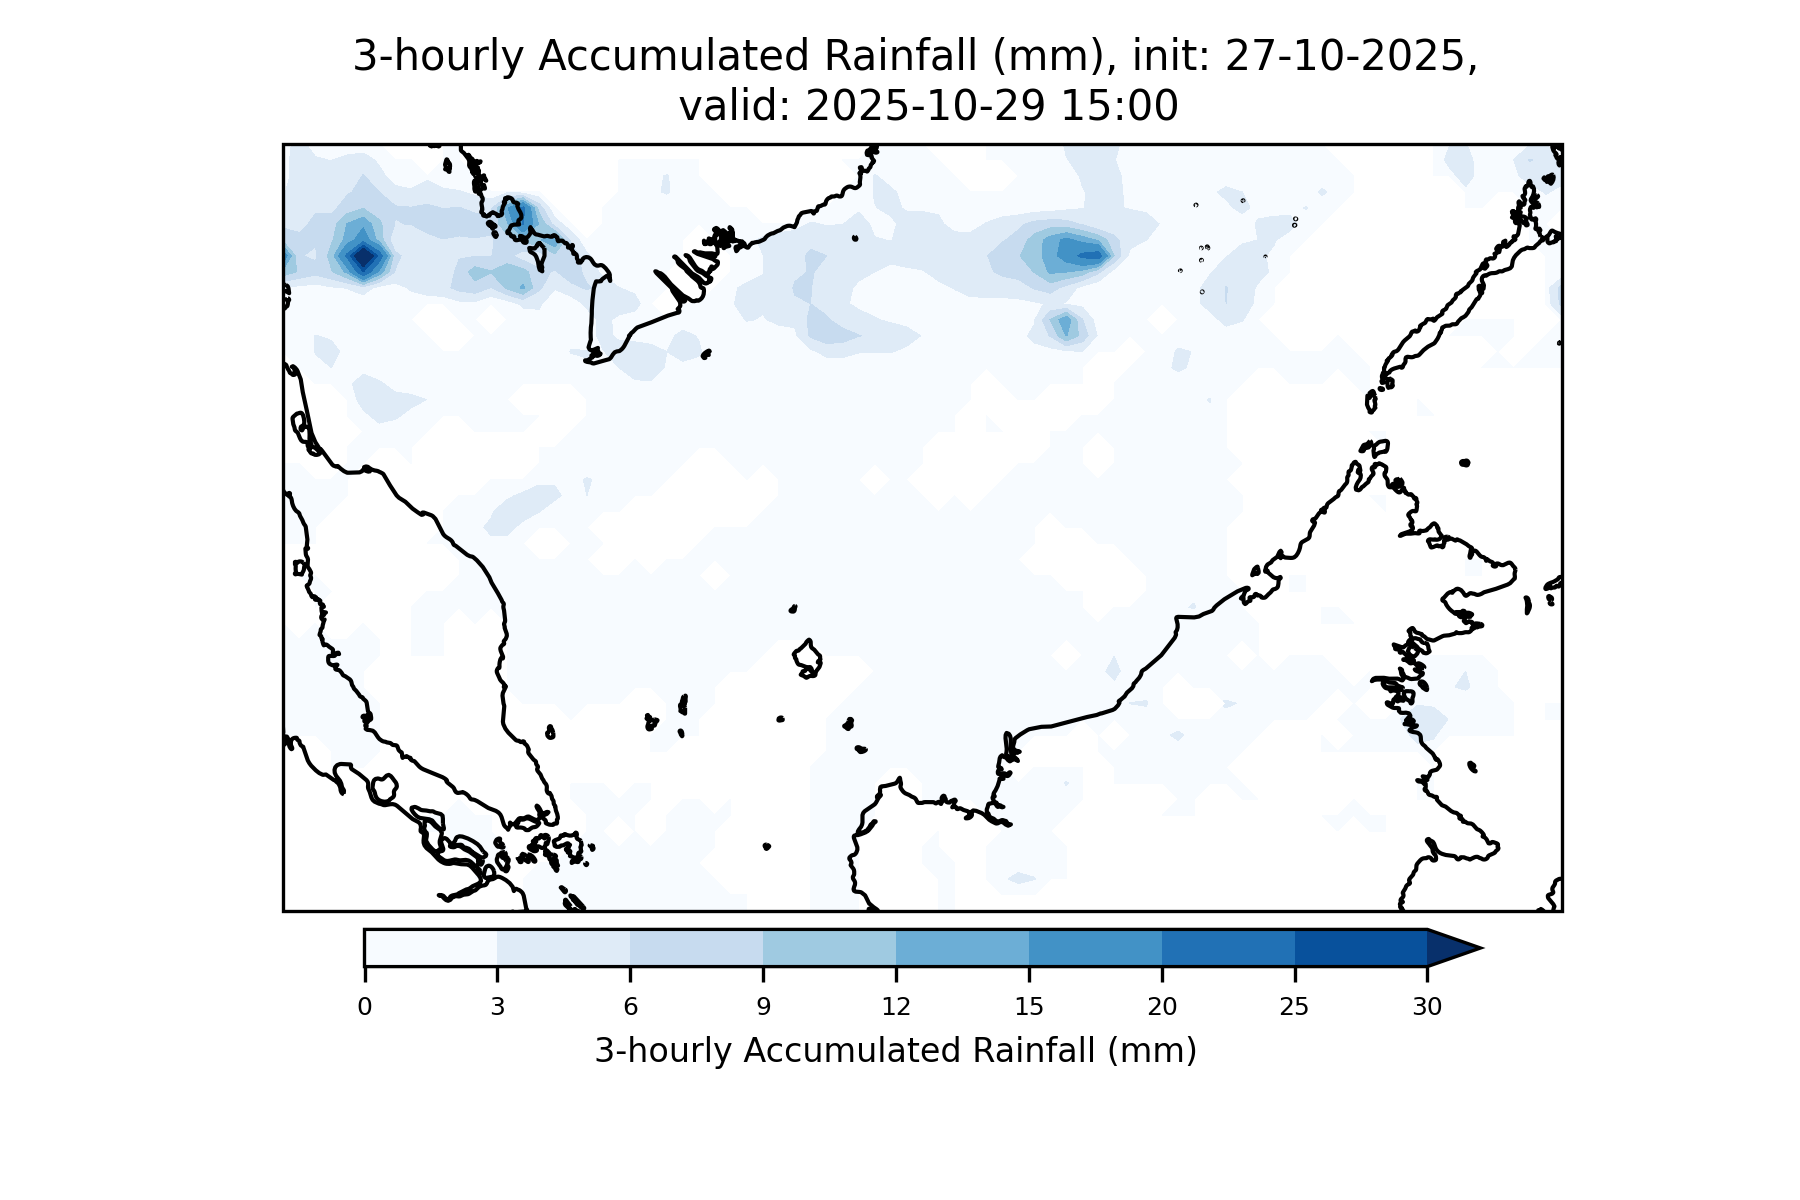 3-hourly Accumulated Rainfall (mm), init: 27-10-2025,
valid: 2025-10-29 15:00
0 3 6 9 12 15 20 25 30
3-hourly Accumulated Rainfall (mm)